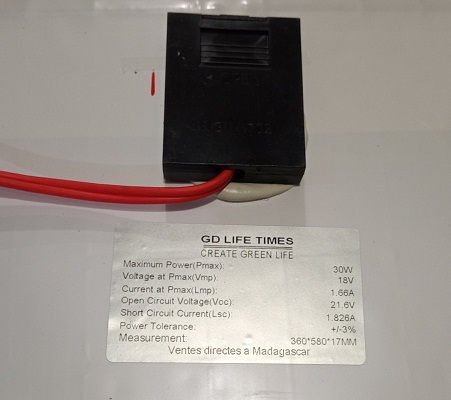 GD LIFE TIMES
CREATE GREEN LIFE
Maximum Power(Pmax): 30W
Voltage at Pmax(Vmp): 18V
Current at Pmax(Lmp): 1.66A
Open Circuit Voltage(Voc): 21.6V
Short Circuit Current(Lsc): 1.826A
Power Tolerance: +/-3%
Measurement: 360*580*17MM
Ventes directes a Madagascar